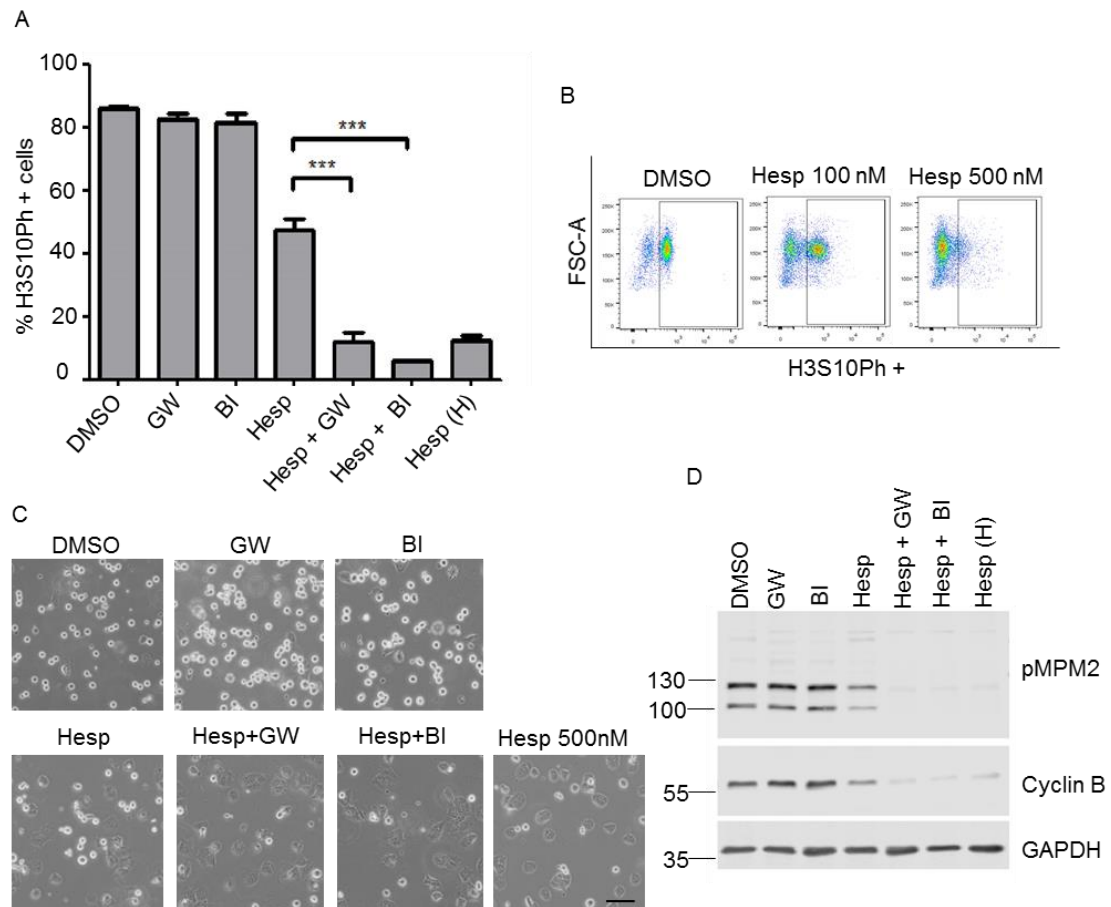 A
100
80
60
40
20
0
% H3S10Ph + cells
***
***
DMSO
GW
BI
Hesp
Hesp + GW
Hesp + BI
Hesp (H)
B
DMSO
Hesp 100 nM
Hesp 500 nM
FSC-A
H3S10Ph +
C
DMSO
GW
BI
Hesp
Hesp+GW
Hesp+BI
Hesp 500nM
D
DMSO
GW
BI
Hesp
Hesp + GW
Hesp + BI
Hesp (H)
130
100
pMPM2
55
Cyclin B
35
GAPDH